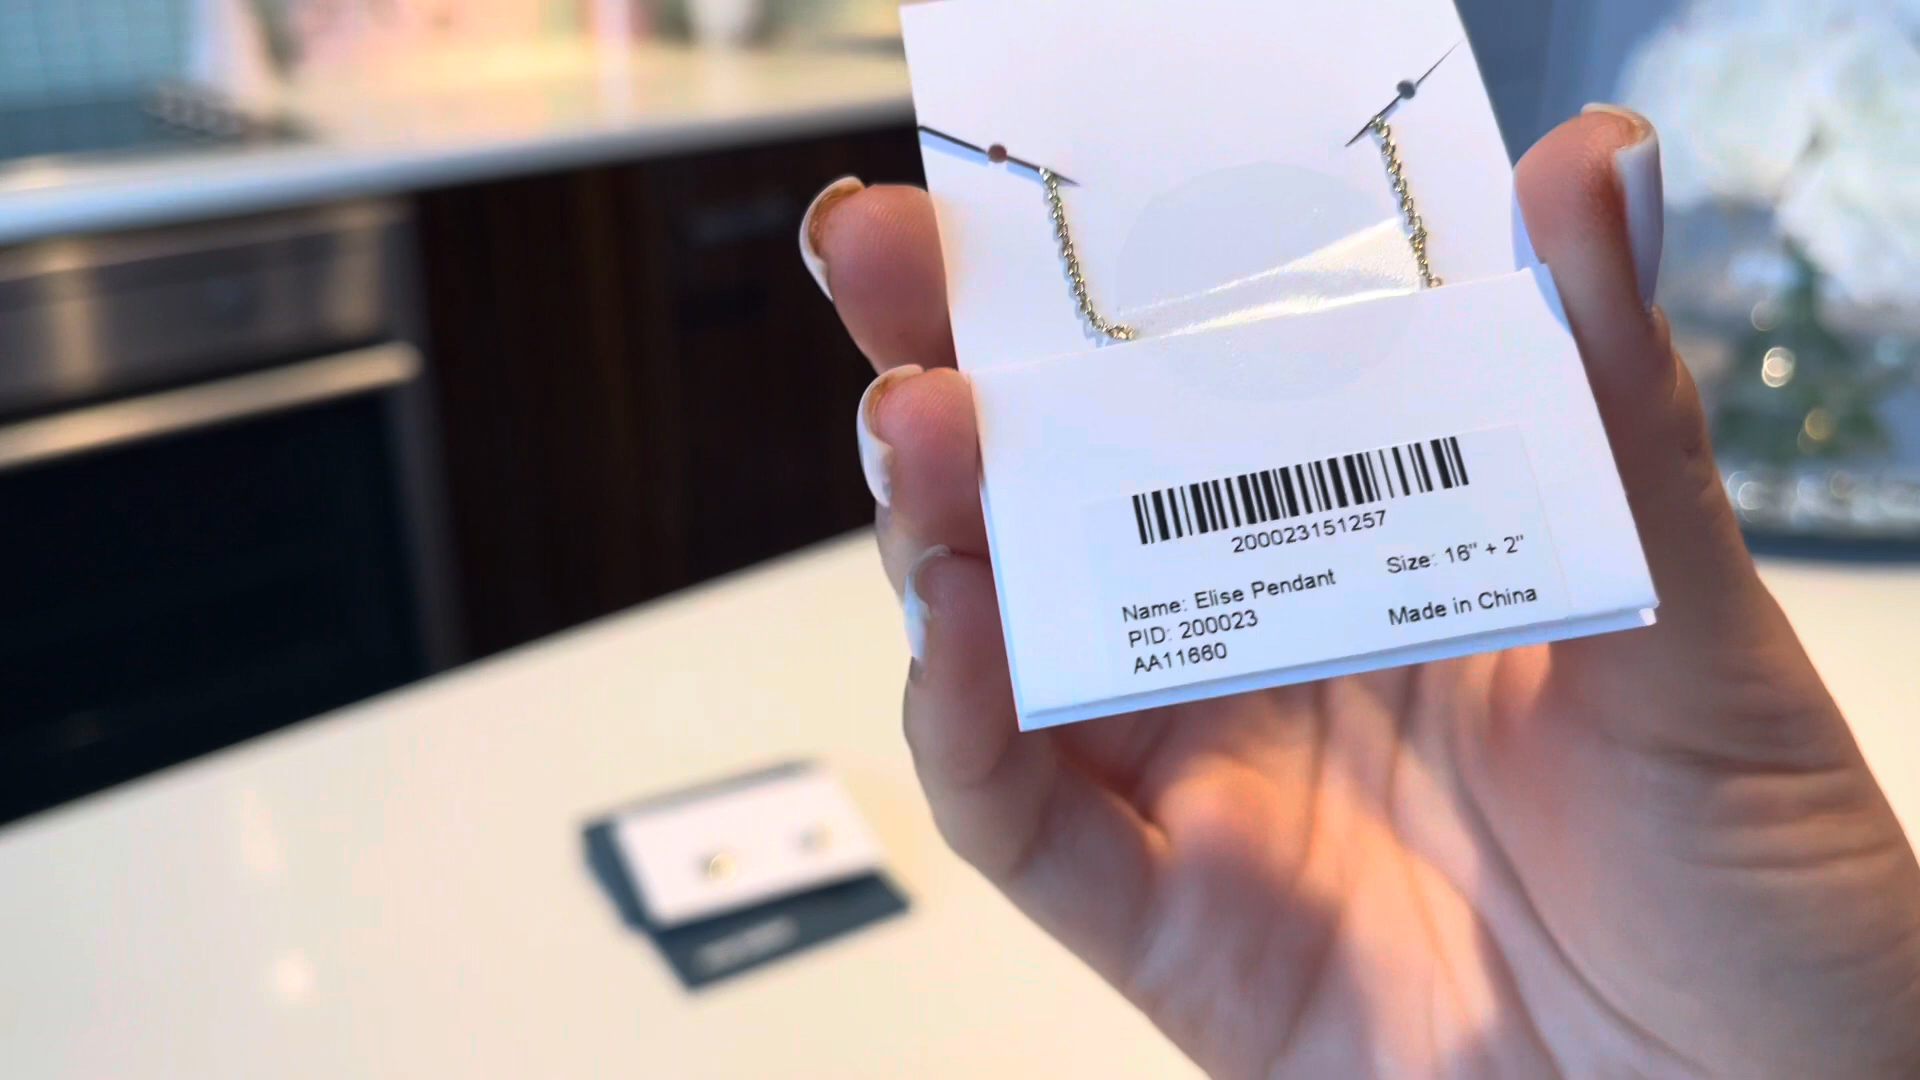 200023151257
Name: Elise Pendant
Size: 16" + 2"
PID: 200023
Made in China
AA11660